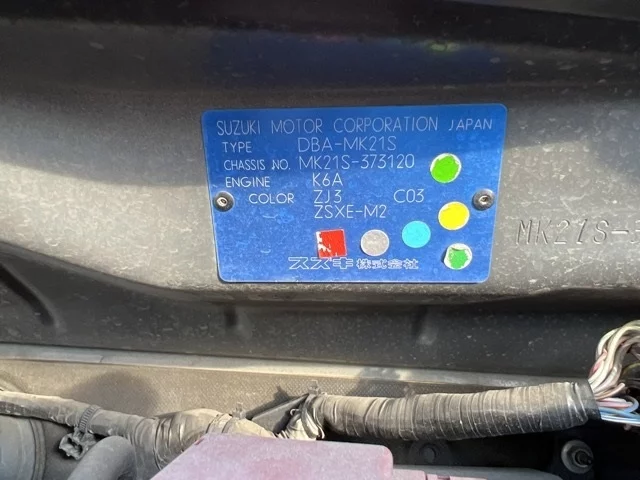 SUZUKI MOTOR CORPORATION JAPAN
TYPE DBA-MK21S
CHASSIS NO. MK21S-373120
ENGINE K6A
COLOR ZJ3 C03
ZSXE-M2
スズキ株式会社
MK21S-